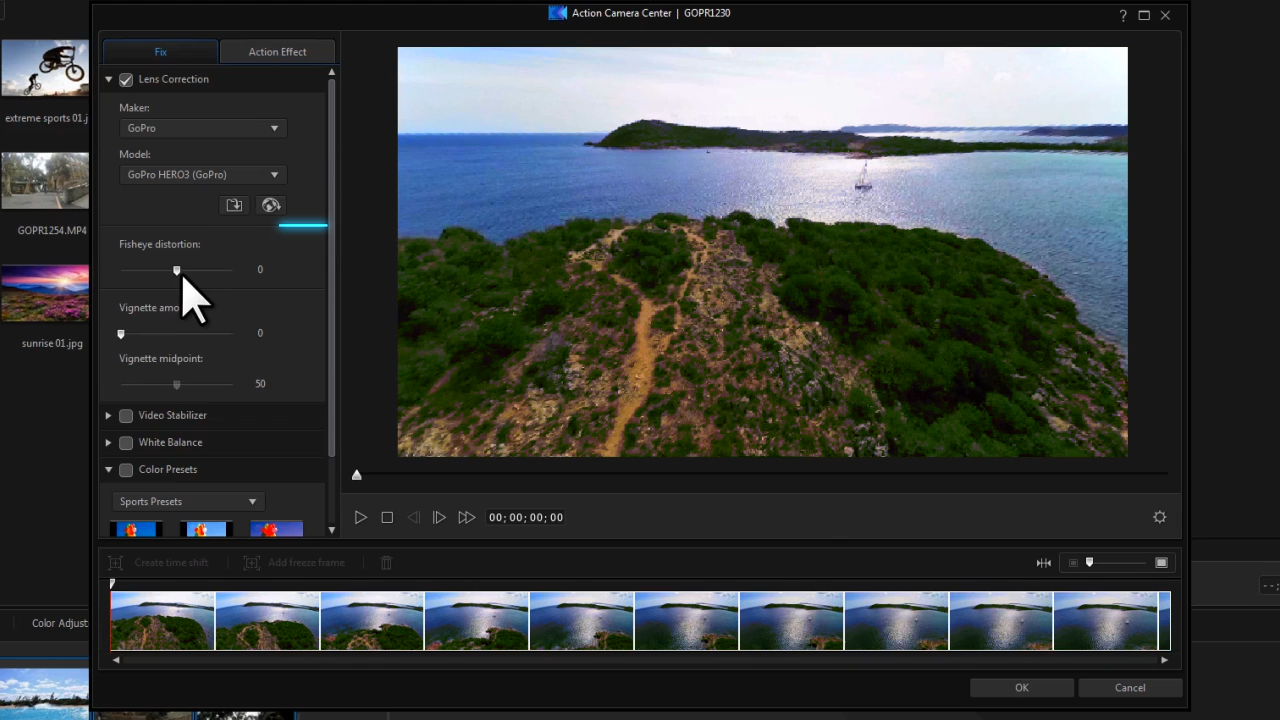 Action Camera Center | GOPR1230
?
Fix
Action Effect
Lens Correction
Maker:
GoPro
Model:
GoPro HERO3 (GoPro)
Fisheye distortion:
0
Vignette amo
0
Vignette midpoint:
50
Video Stabilizer
White Balance
Color Presets
Sports Presets
00;00;00;00
Create time shift
Add freeze frame
OK
Cancel
extreme sports 01.j
GOPR1254.MP4
sunrise 01.jpg
Color Adjust
--: